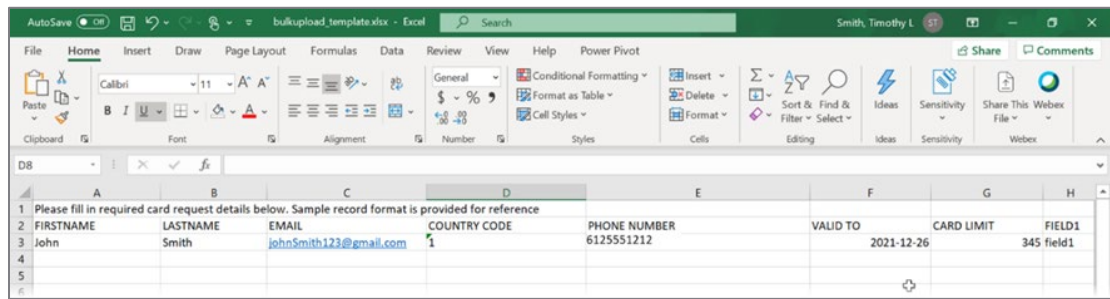 AutoSave Off bulkupload_template.xlsx - Excel Search Smith, Timothy L ST
File Home Insert Draw Page Layout Formulas Data Review View Help Power Pivot Share Comments
Calibri 11 A^ A˅ ab General Conditional Formatting Insert Σ
Paste B I U A $ % 9 Format as Table Delete Sort & Find & Ideas Sensitivity Share This Webex
Cell Styles Format Filter Select File
Clipboard Font Alignment Number Styles Cells Editing Ideas Sensitivity Webex
D8 fx
A B C D E F G H
1 Please fill in required card request details below. Sample record format is provided for reference
2 FIRSTNAME LASTNAME EMAIL COUNTRY CODE PHONE NUMBER VALID TO CARD LIMIT FIELD1
3 John Smith johnSmith123@gmail.com 1 6125551212 2021-12-26 345 field1
4
5
6